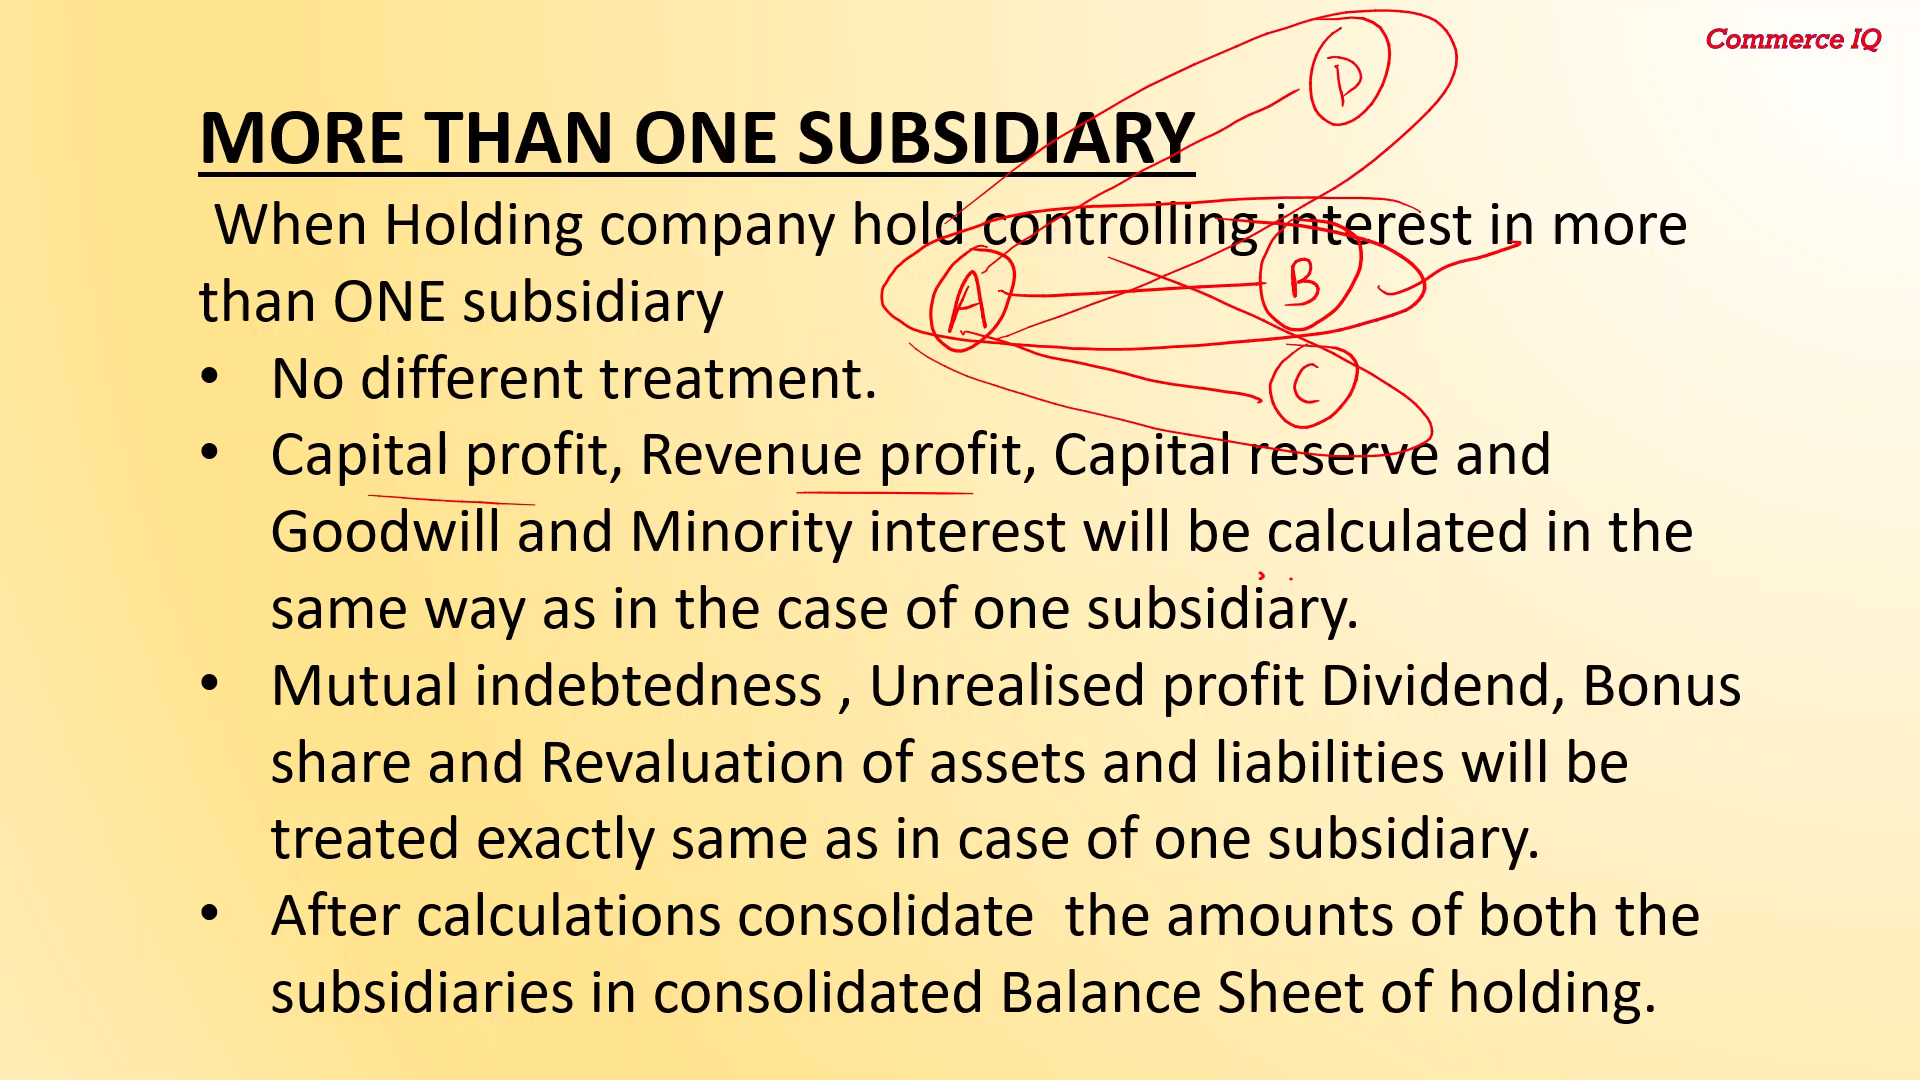 Commerce IQ
D
MORE THAN ONE SUBSIDIARY
When Holding company hold controlling interest in more
A
B
than ONE subsidiary
• No different treatment.
C
• Capital profit, Revenue profit, Capital reserve and
Goodwill and Minority interest will be calculated in the
same way as in the case of one subsidiary.
• Mutual indebtedness , Unrealised profit Dividend, Bonus
share and Revaluation of assets and liabilities will be
treated exactly same as in case of one subsidiary.
• After calculations consolidate the amounts of both the
subsidiaries in consolidated Balance Sheet of holding.